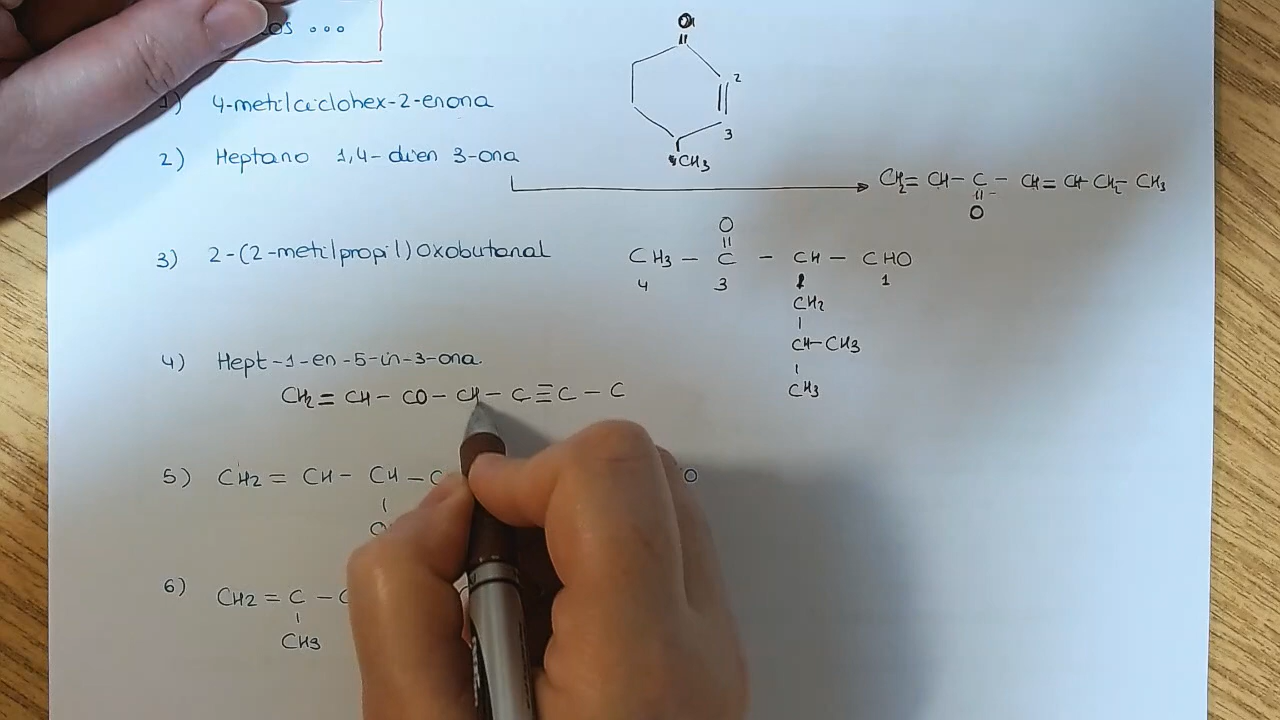 os ...
1) 4-metilciclohex-2-enona
2) Heptano 1,4-dien 3-ona
3) 2-(2-metilpropil) Oxobutanal
4) Hept-1-en-5-in-3-ona.
CH2 = CH - CO - CH - C ≡ C - C
5) CH2 = CH - CH - C
O
6) CH2 = C - C
CH3
O
2
3
CH3
CH2 = CH - C - CH = CH - CH2 - CH3
O
O
CH3 - C - CH - CHO
4 3 1
CH2
CH - CH3
CH3